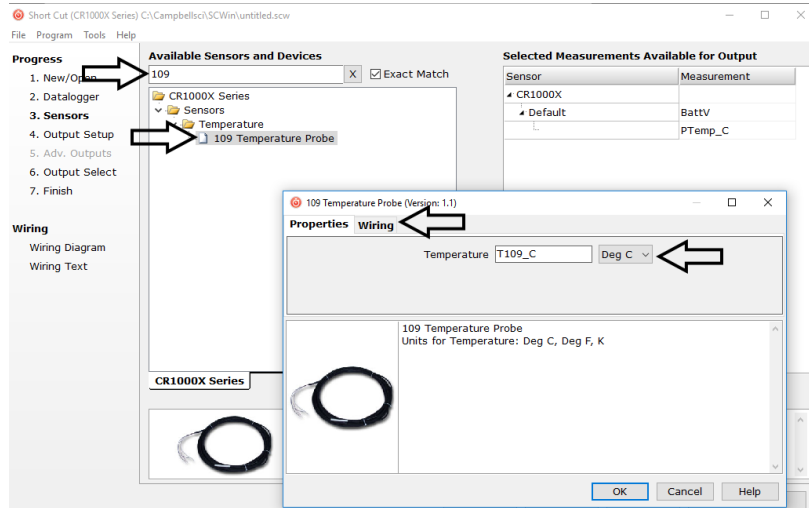 Short Cut (CR1000X Series) C:\Campbellsci\SCWin\untitled.scw
File Program Tools Help
Progress
1. New/Open
2. Datalogger
3. Sensors
4. Output Setup
5. Adv. Outputs
6. Output Select
7. Finish
Wiring
Wiring Diagram
Wiring Text
Available Sensors and Devices
109 X Exact Match
CR1000X Series
Sensors
Temperature
109 Temperature Probe
CR1000X Series
Selected Measurements Available for Output
Sensor Measurement
CR1000X
Default BattV
PTemp_C
109 Temperature Probe (Version: 1.1)
Properties Wiring
Temperature T109_C Deg C
109 Temperature Probe
Units for Temperature: Deg C, Deg F, K
OK Cancel Help